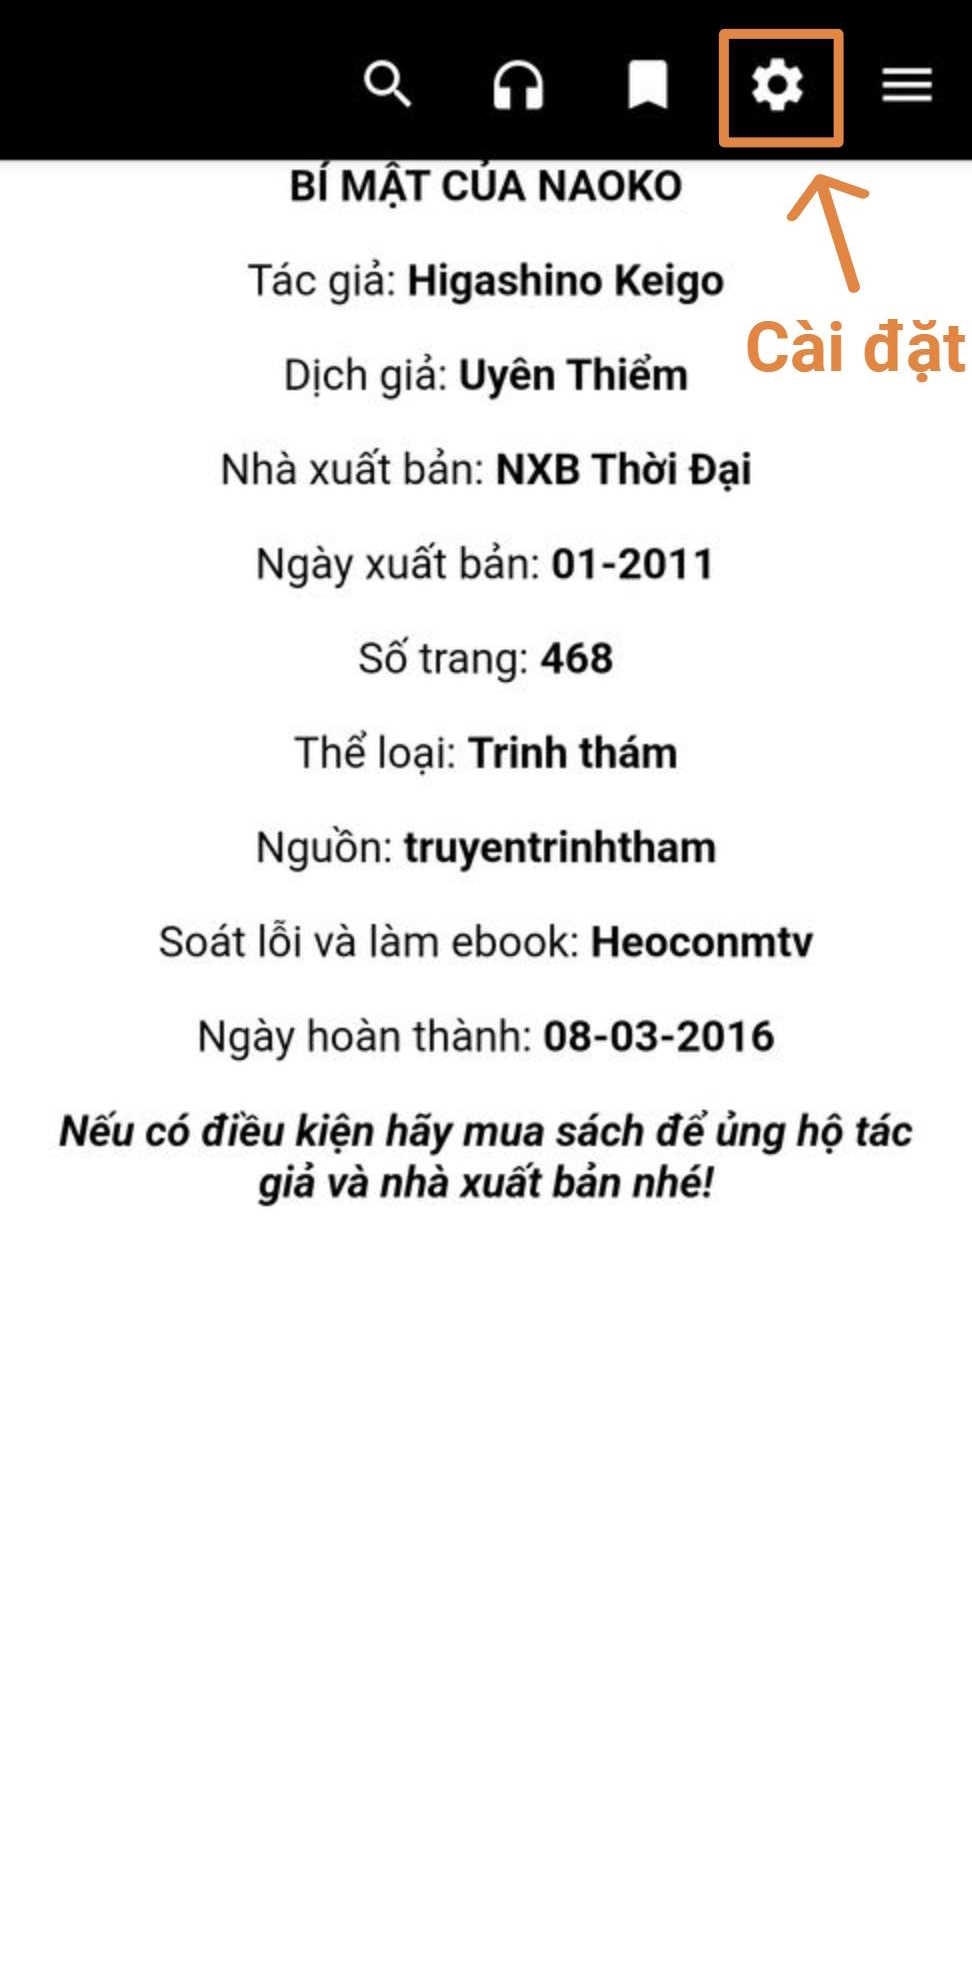 BÍ MẬT CỦA NAOKO
Tác giả: Higashino Keigo
Cài đặt
Dịch giả: Uyên Thiểm
Nhà xuất bản: NXB Thời Đại
Ngày xuất bản: 01-2011
Số trang: 468
Thể loại: Trinh thám
Nguồn: truyentrinhtham
Soát lỗi và làm ebook: Heoconmtv
Ngày hoàn thành: 08-03-2016
Nếu có điều kiện hãy mua sách để ủng hộ tác
giả và nhà xuất bản nhé!